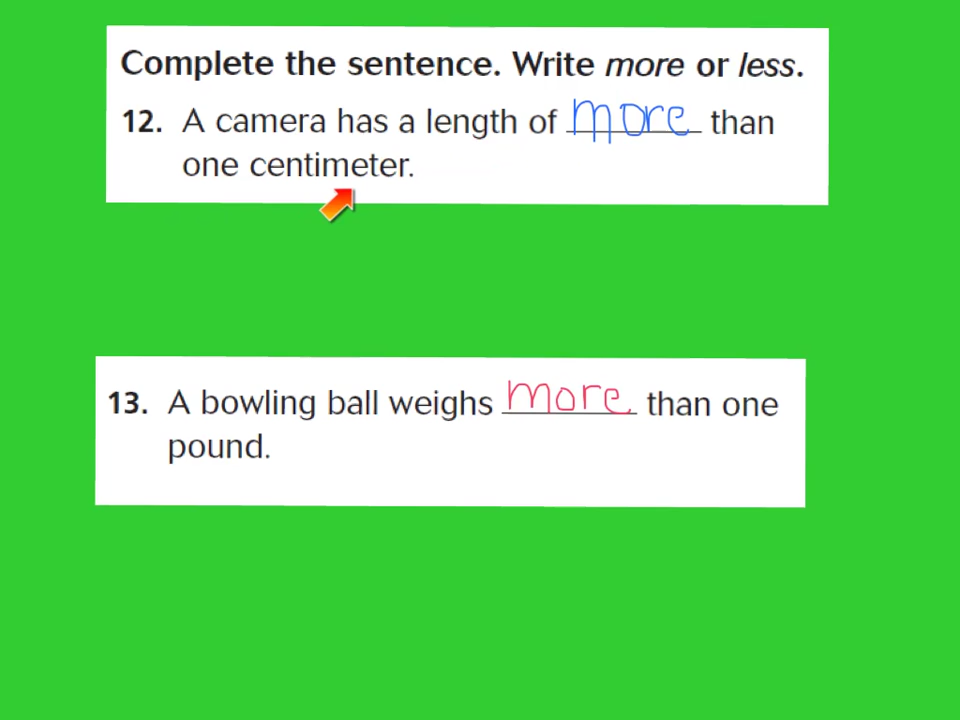 Complete the sentence. Write more or less.
12. A camera has a length of more than
one centimeter.
13. A bowling ball weighs more than one
pound.